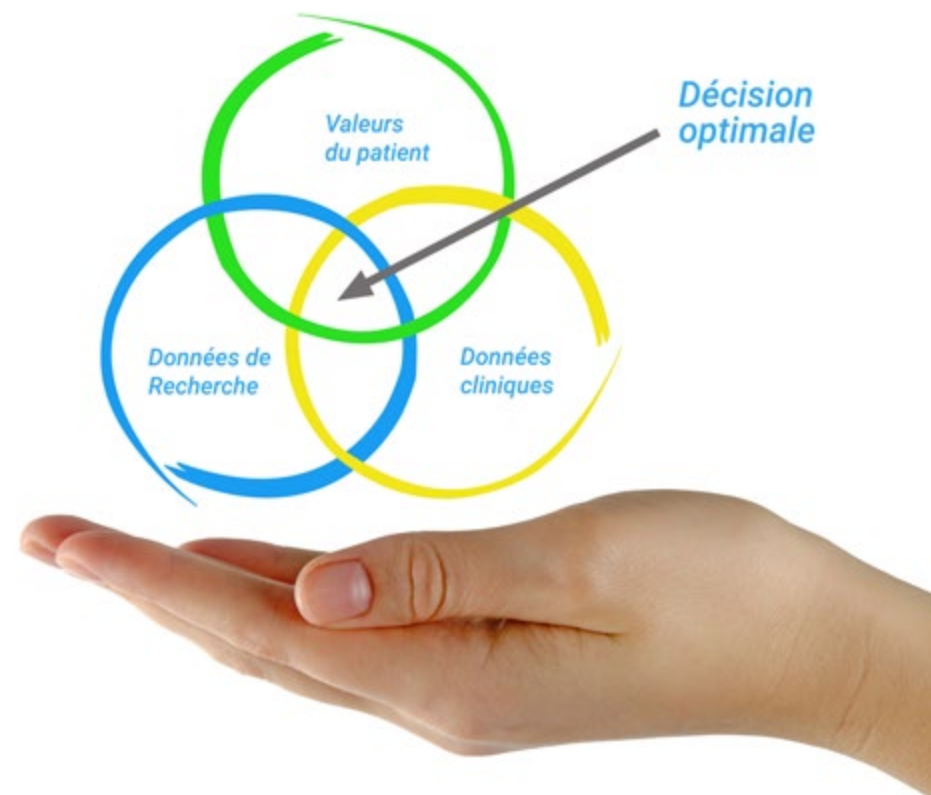 Valeurs
du patient
Décision
optimale
Données de
Recherche
Données
cliniques